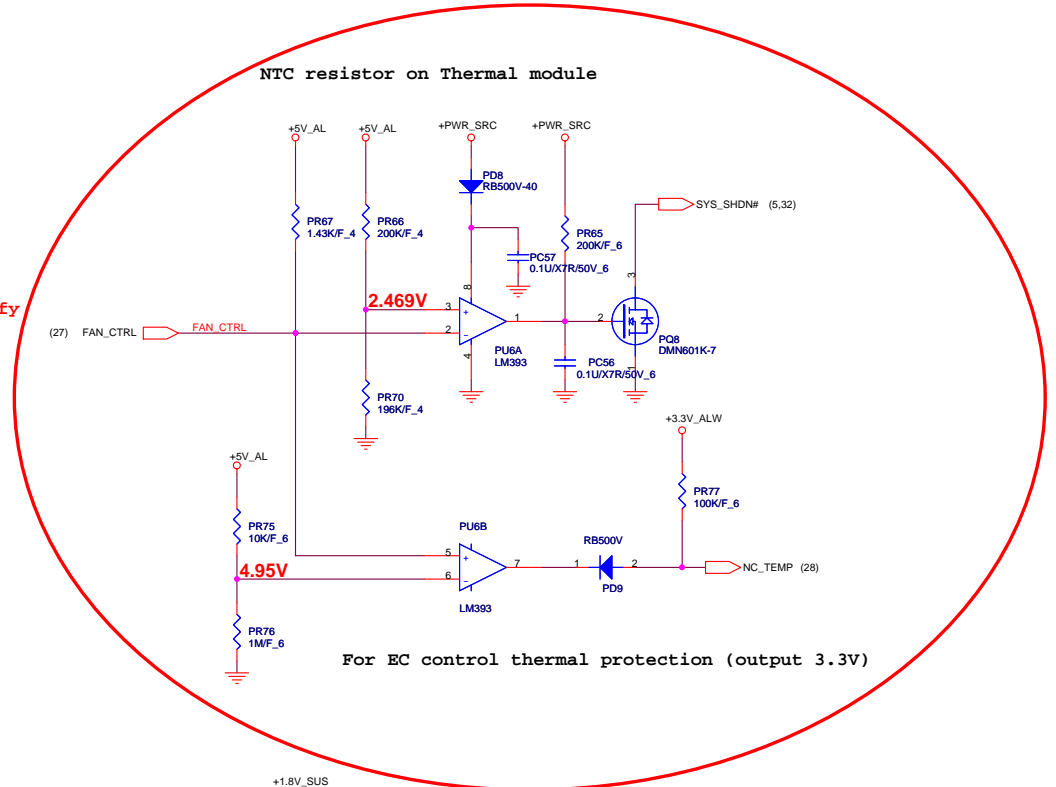 NTC resistor on Thermal module
+5V_AL
+5V_AL
+PWR_SRC
+PWR_SRC
PD8
RB500V-40
PR67
1.43K/F_4
PR66
200K/F_4
PR65
200K/F_6
SYS_SHDN# (5,32)
PC57
0.1U/X7R/50V_6
fy
2.469V
(27) FAN_CTRL
FAN_CTRL
3
+
2
-
8
4
1
PU6A
LM393
2
3
1
PQ8
DMN601K-7
PC56
0.1U/X7R/50V_6
PR70
196K/F_4
+3.3V_ALW
+5V_AL
PR77
100K/F_6
PR75
10K/F_6
PU6B
RB500V
5
+
6
-
7
1
2
4.95V
NC_TEMP (28)
PD9
LM393
PR76
1M/F_6
For EC control thermal protection (output 3.3V)
+1.8V_SUS